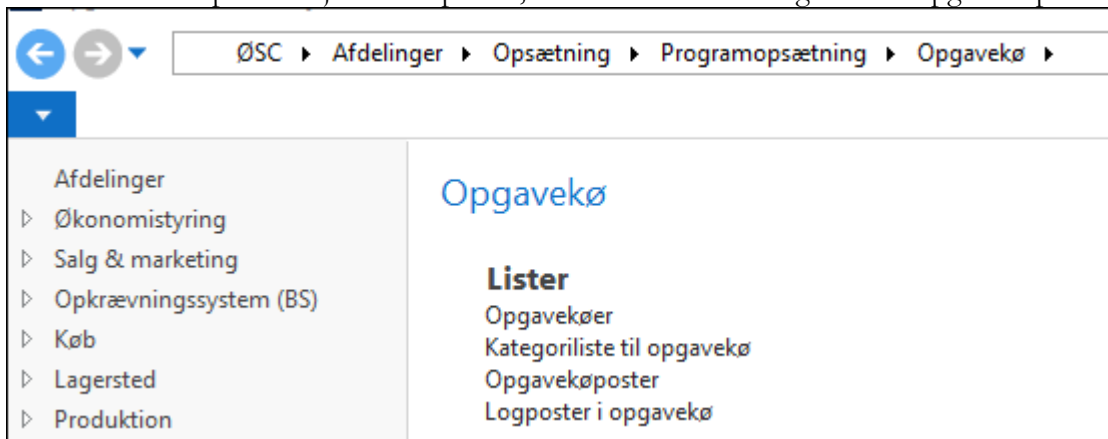 ØSC ▸ Afdelinger ▸ Opsætning ▸ Programopsætning ▸ Opgavekø ▸
Afdelinger
Økonomistyring
Salg & marketing
Opkrævningssystem (BS)
Køb
Lagersted
Produktion
Opgavekø
Lister
Opgavekøer
Kategoriliste til opgavekø
Opgavekøposter
Logposter i opgavekø